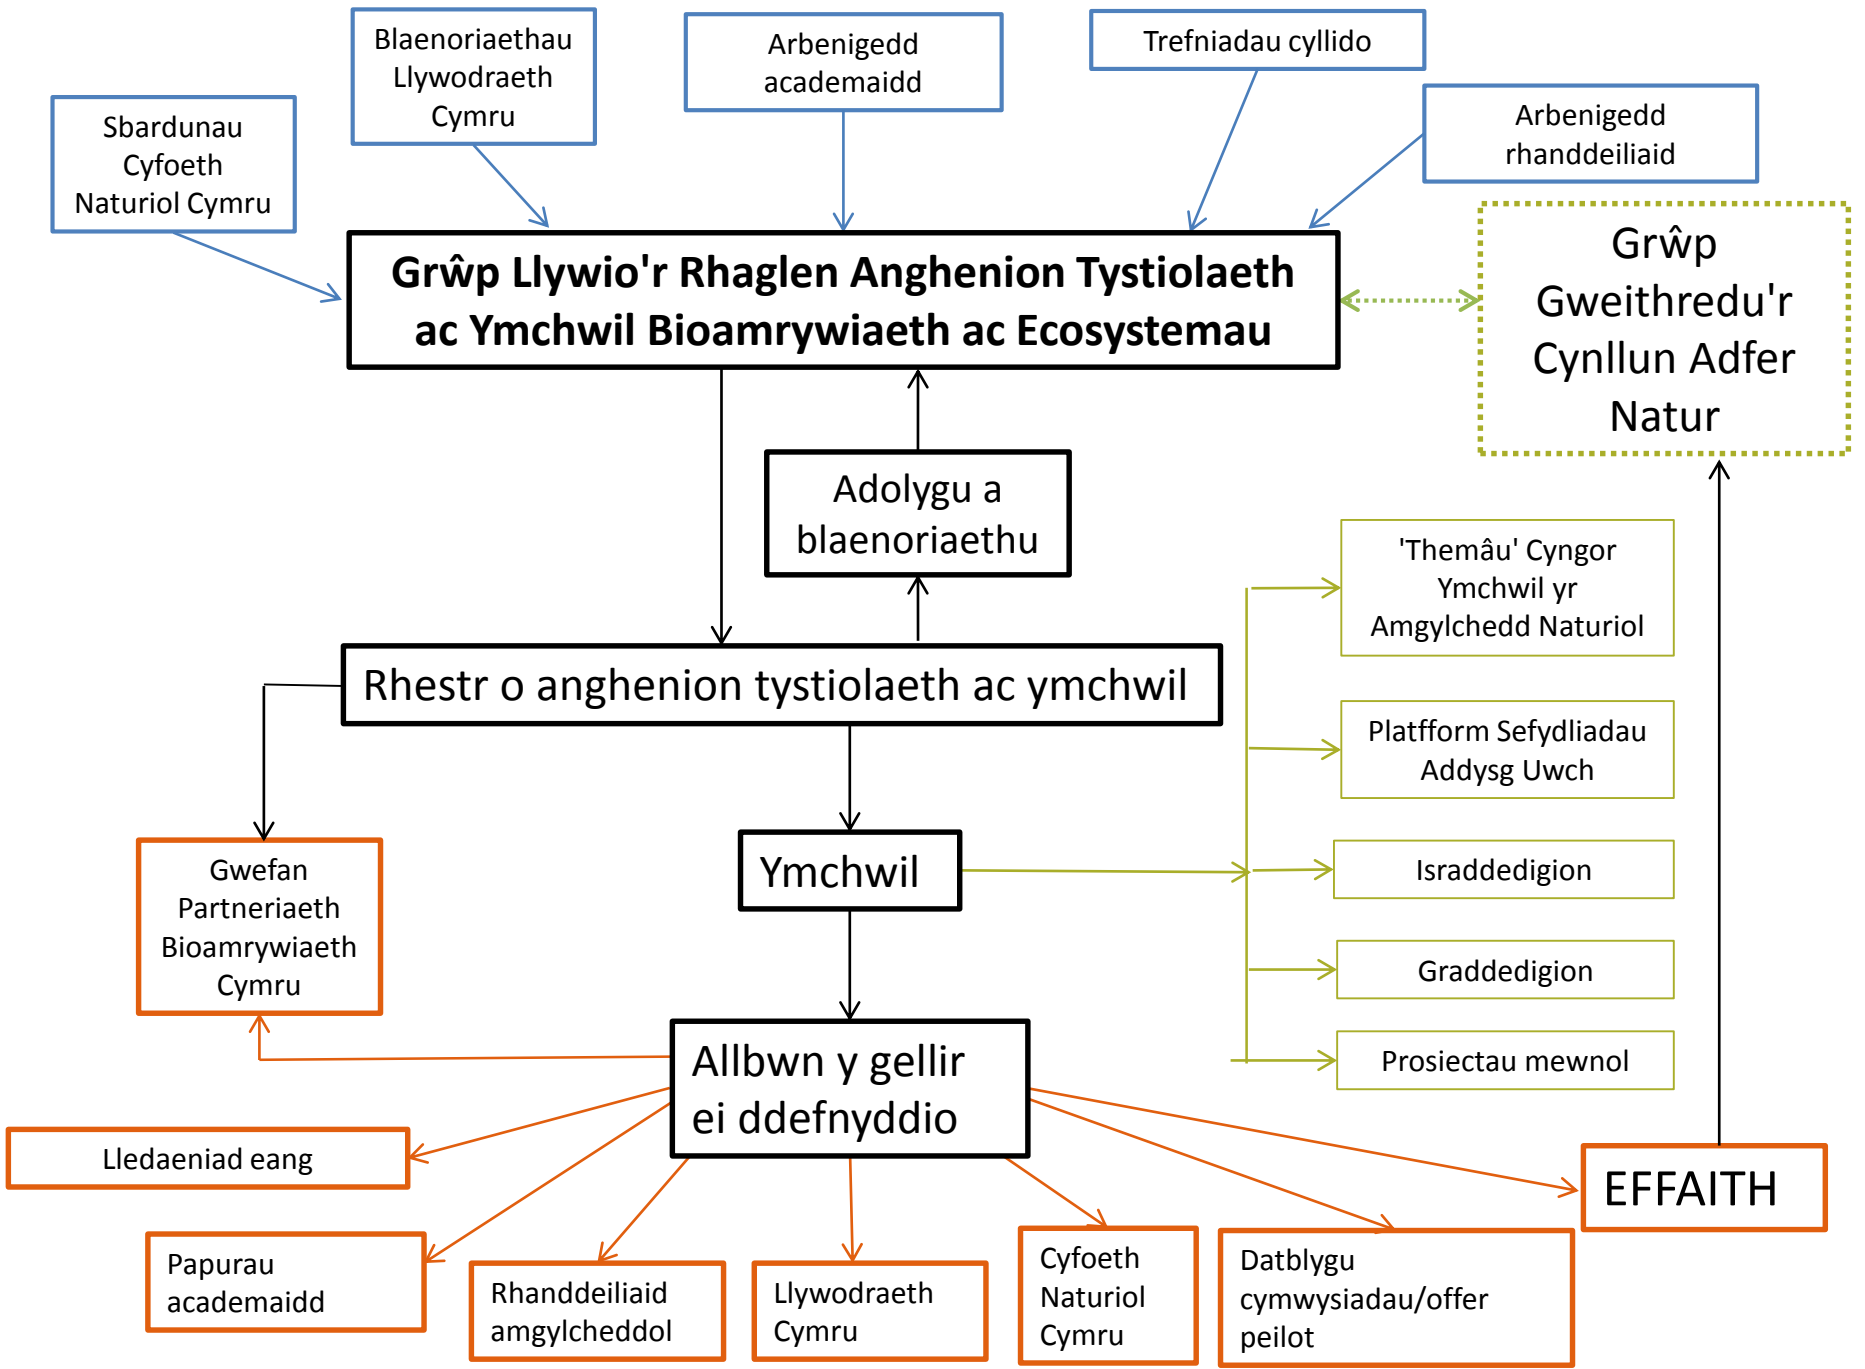 Blaenoriaethau
Llywodraeth
Cymru
Arbenigedd
academaidd
Trefniadau cyllido
Sbardunau
Cyfoeth
Naturiol Cymru
Arbenigedd
rhanddeiliaid
Grŵp Llywio'r Rhaglen Anghenion Tystiolaeth
ac Ymchwil Bioamrywiaeth ac Ecosystemau
Grŵp
Gweithredu'r
Cynllun Adfer
Natur
Adolygu a
blaenoriaethu
'Themâu' Cyngor
Ymchwil yr
Amgylchedd Naturiol
Rhestr o anghenion tystiolaeth ac ymchwil
Platfform Sefydliadau
Addysg Uwch
Gwefan
Partneriaeth
Bioamrywiaeth
Cymru
Ymchwil
Israddedigion
Graddedigion
Prosiectau mewnol
Allbwn y gellir
ei ddefnyddio
Lledaeniad eang
EFFAITH
Papurau
academaidd
Rhanddeiliaid
amgylcheddol
Llywodraeth
Cymru
Cyfoeth
Naturiol
Cymru
Datblygu
cymwysiadau/offer
peilot